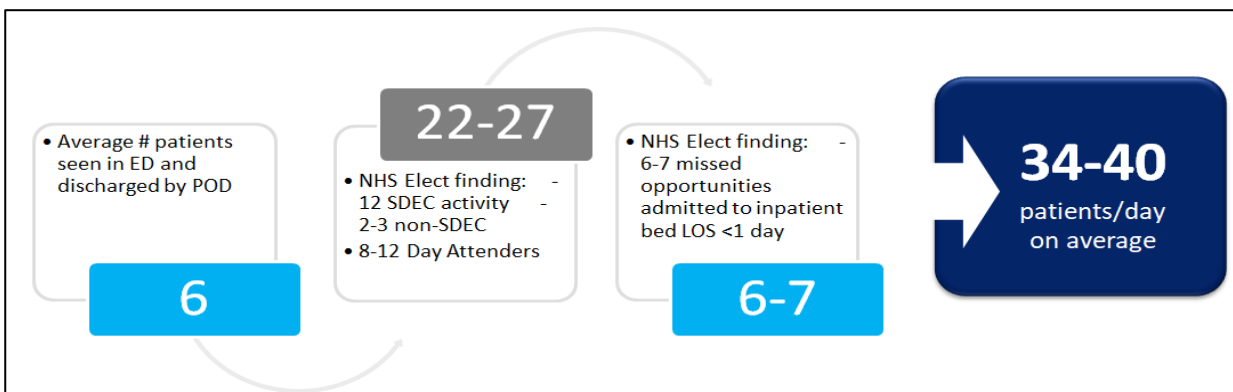 • Average # patients
seen in ED and
discharged by POD
6
22-27
• NHS Elect finding: -
12 SDEC activity -
2-3 non-SDEC
• 8-12 Day Attenders
• NHS Elect finding: -
6-7 missed
opportunities
admitted to inpatient
bed LOS <1 day
6-7
34-40
patients/day
on average